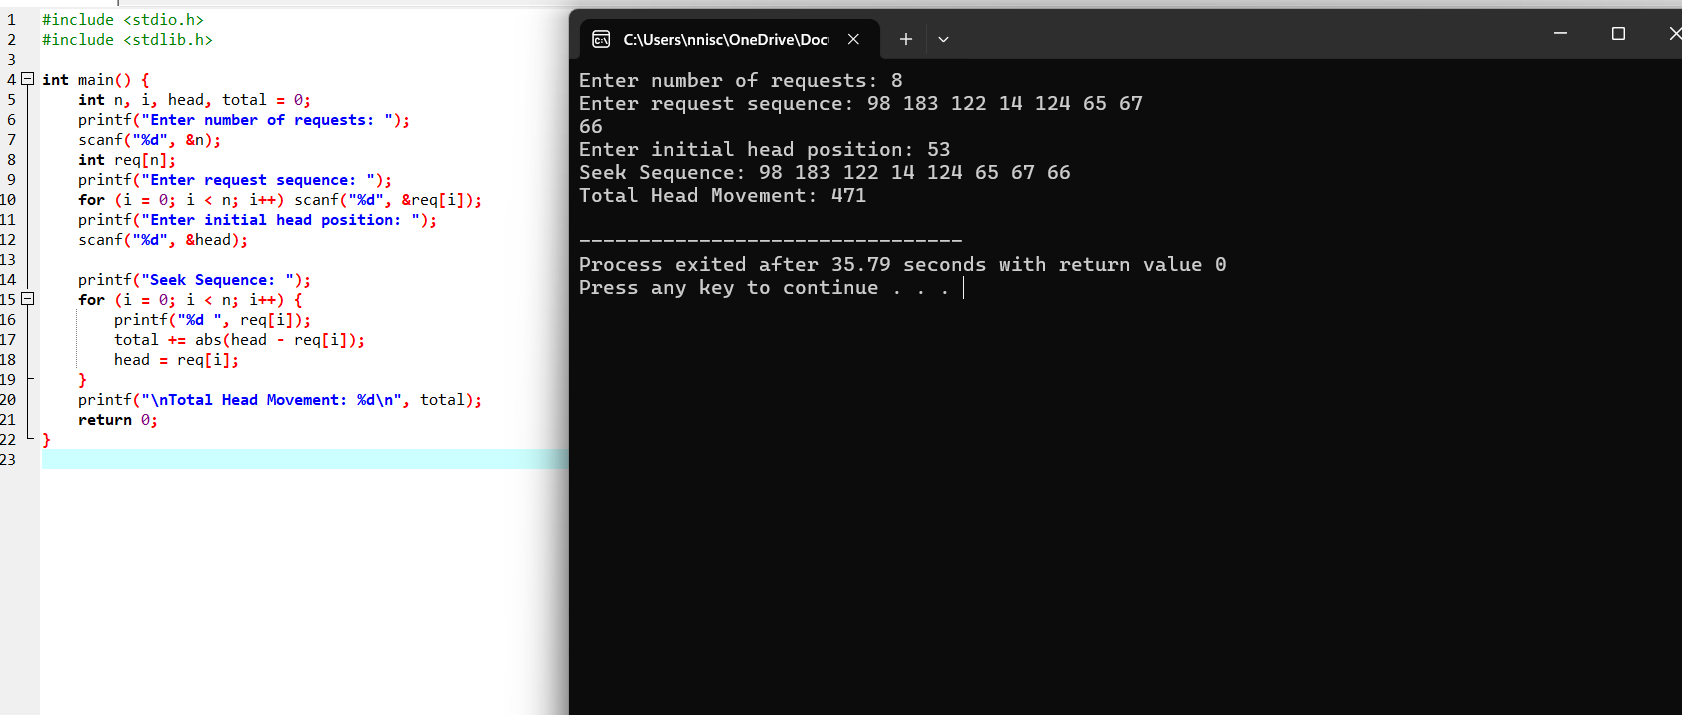 1 #include <stdio.h>
2 #include <stdlib.h>
3
4 int main() {
5 int n, i, head, total = 0;
6 printf("Enter number of requests: ");
7 scanf("%d", &n);
8 int req[n];
9 printf("Enter request sequence: ");
10 for (i = 0; i < n; i++) scanf("%d", &req[i]);
11 printf("Enter initial head position: ");
12 scanf("%d", &head);
13
14 printf("Seek Sequence: ");
15 for (i = 0; i < n; i++) {
16 printf("%d ", req[i]);
17 total += abs(head - req[i]);
18 head = req[i];
19 }
20 printf("\nTotal Head Movement: %d\n", total);
21 return 0;
22 }
23
C:\Users\nnisc\OneDrive\Doc
Enter number of requests: 8
Enter request sequence: 98 183 122 14 124 65 67
66
Enter initial head position: 53
Seek Sequence: 98 183 122 14 124 65 67 66
Total Head Movement: 471
--------------------------------
Process exited after 35.79 seconds with return value 0
Press any key to continue . . .